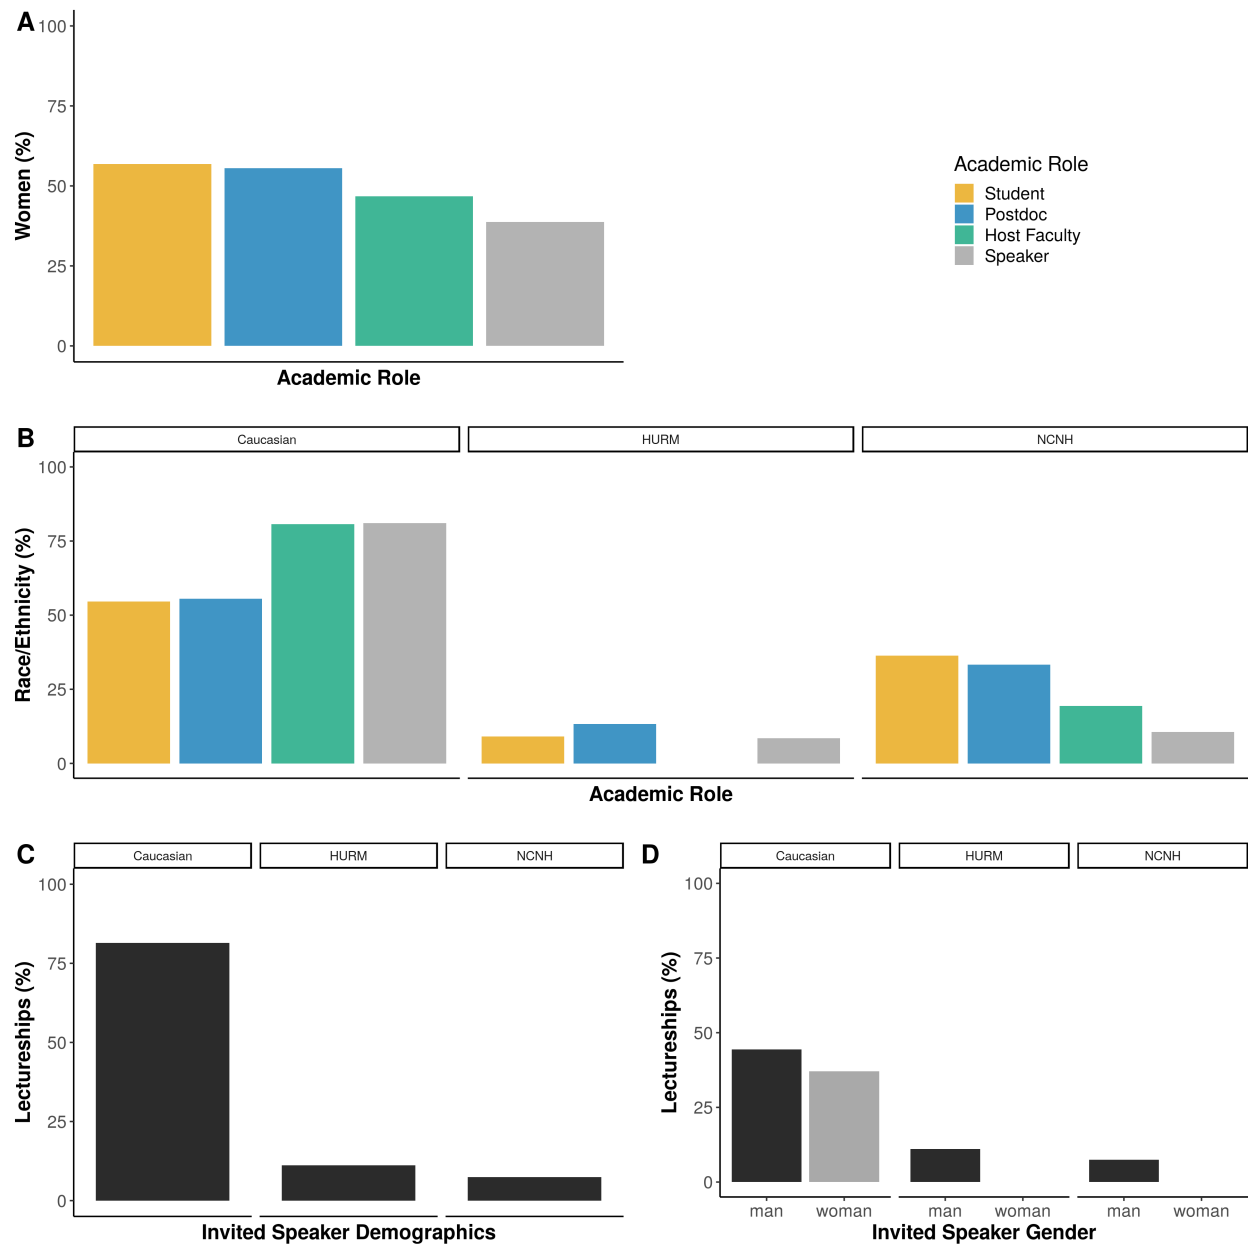 A
100
75
50
25
0
Women (%)
Academic Role
Academic Role
Student
Postdoc
Host Faculty
Speaker
B
Caucasian
HURM
NCNH
100
75
50
25
0
Race/Ethnicity (%)
Academic Role
C
Caucasian
HURM
NCNH
100
75
50
25
0
Lectureships (%)
Invited Speaker Demographics
D
Caucasian
HURM
NCNH
100
75
50
25
0
Lectureships (%)
man woman
man woman
man woman
Invited Speaker Gender